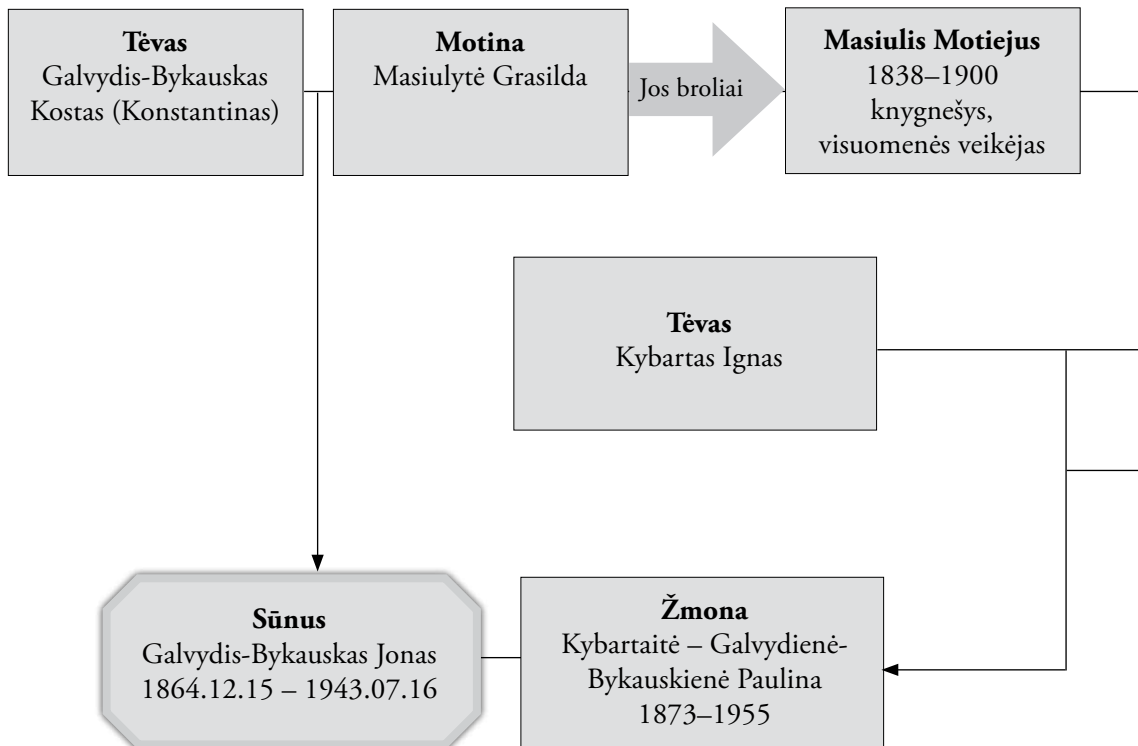 Tėvas
Galvydis-Bykauskas
Kostas (Konstantinas)
Motina
Masiulytė Grasilda
Jos broliai
Masiulis Motiejus
1838–1900
knygnešys,
visuomenės veikėjas
Tėvas
Kybartas Ignas
Sūnus
Galvydis-Bykauskas Jonas
1864.12.15 – 1943.07.16
Žmona
Kybartaitė – Galvydienė-
Bykauskienė Paulina
1873–1955